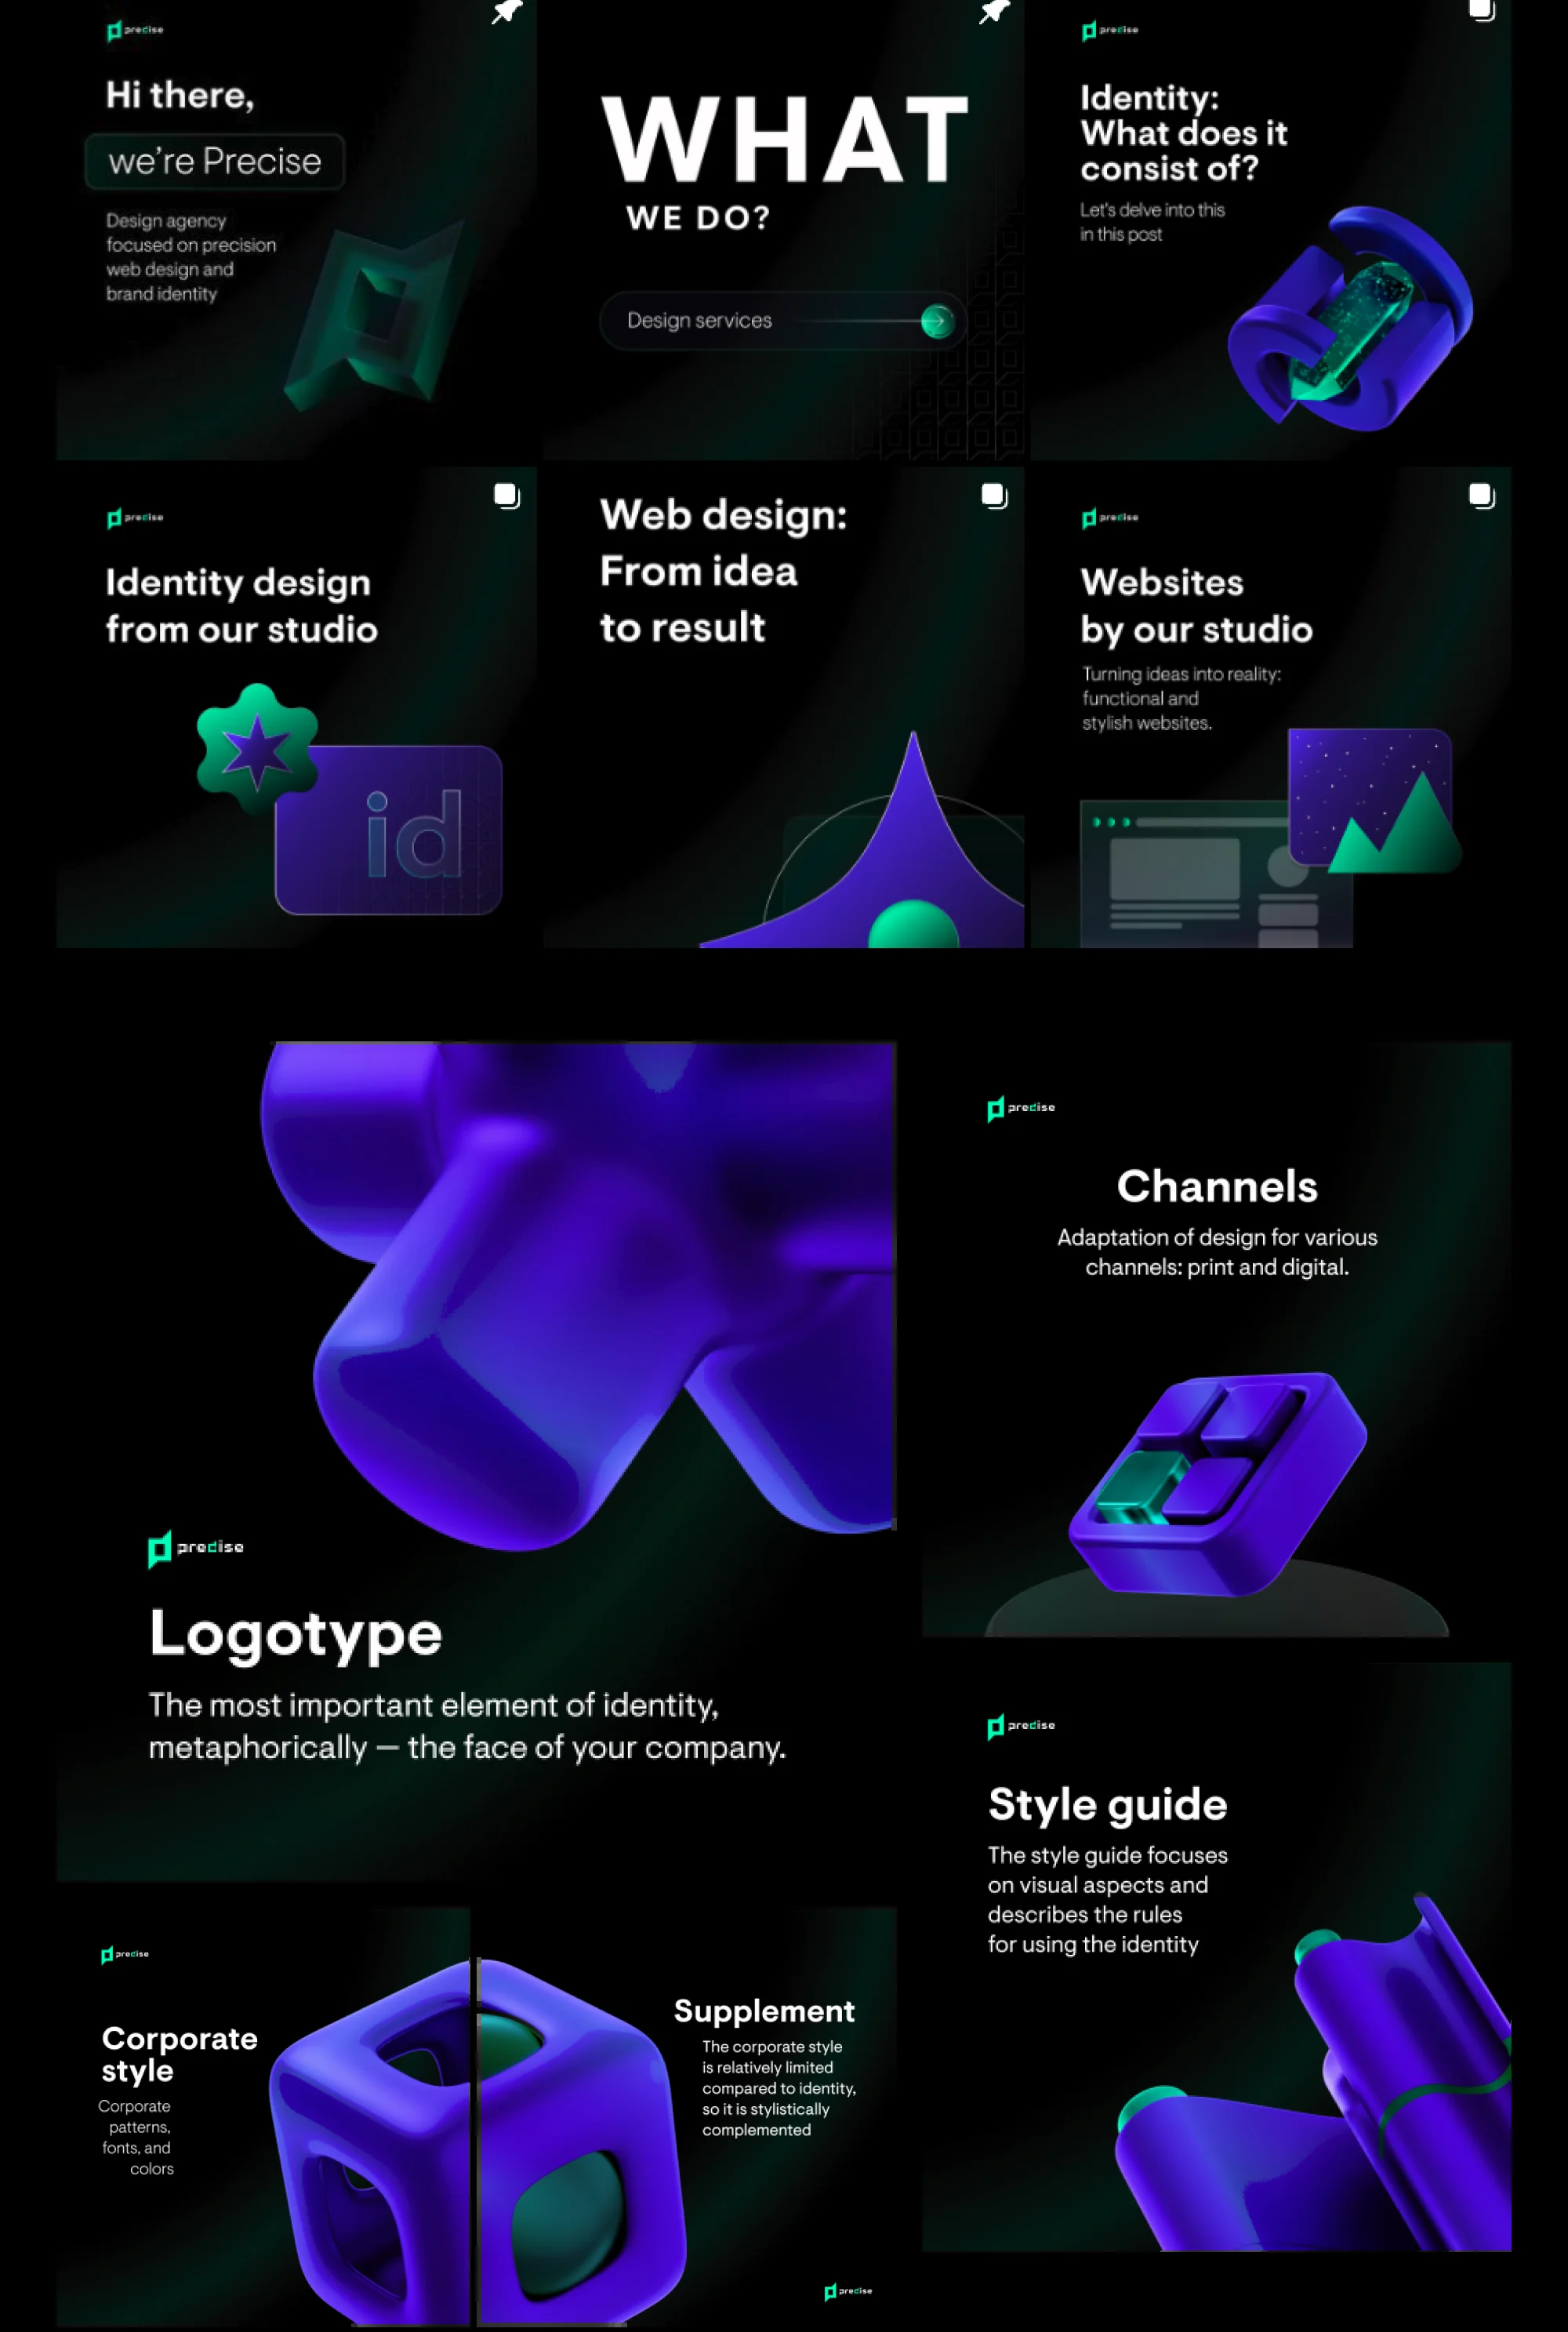 precise
Hi there,
we're Precise
Design agency
focused on precision
web design and
brand identity
WHAT
WE DO?
Design services
precise
Identity:
What does it
consist of?
Let's delve into this
in this post
precise
Identity design
from our studio
id
Web design:
From idea
to result
precise
Websites
by our studio
Turning ideas into reality:
functional and
stylish websites.
precise
Logotype
The most important element of identity,
metaphorically — the face of your company.
precise
Channels
Adaptation of design for various
channels: print and digital.
precise
Style guide
The style guide focuses
on visual aspects and
describes the rules
for using the identity
precise
Corporate
style
Corporate
patterns,
fonts, and
colors
Supplement
The corporate style
is relatively limited
compared to identity,
so it is stylistically
complemented
precise